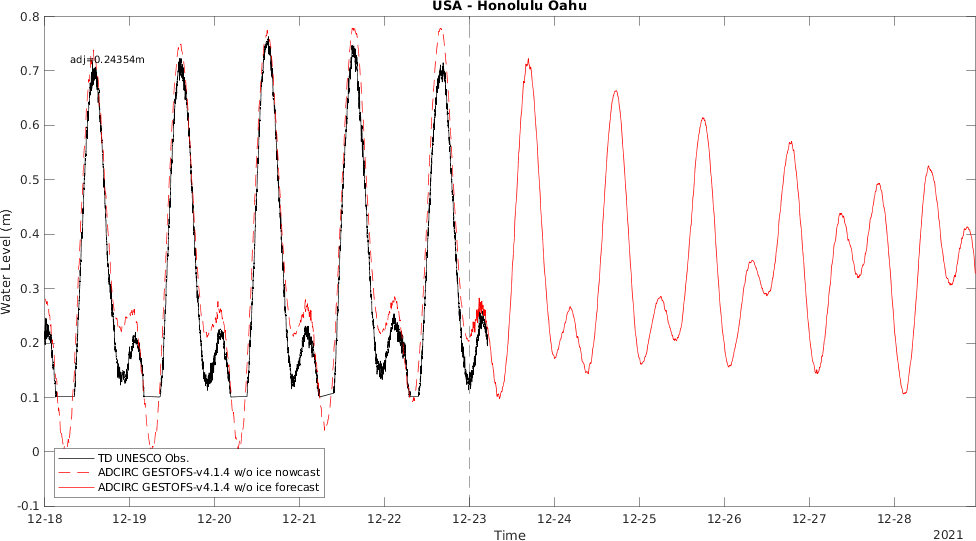 USA - Honolulu Oahu
0.8
adj=0.24354m
0.7
0.6
0.5
0.4
0.3
0.2
0.1
0
-0.1
Water Level (m)
TD UNESCO Obs.
ADCIRC GESTOFS-v4.1.4 w/o ice nowcast
ADCIRC GESTOFS-v4.1.4 w/o ice forecast
12-18 12-19 12-20 12-21 12-22 12-23 12-24 12-25 12-26 12-27 12-28
Time
2021